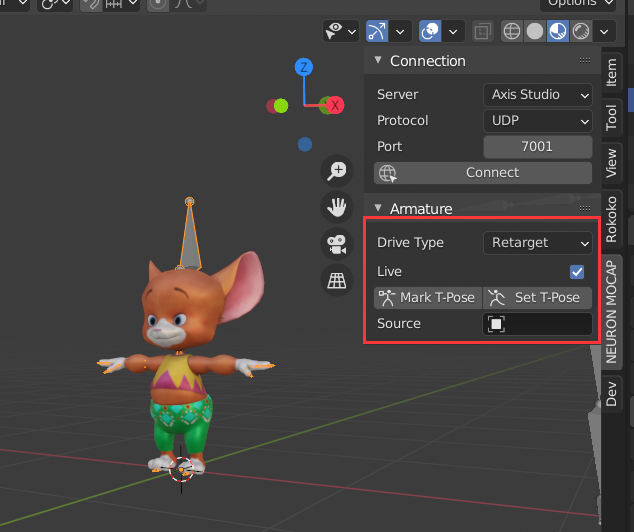 Options
Z
X
Connection
Server Axis Studio
Protocol UDP
Port 7001
Connect
Armature
Drive Type Retarget
Live
Mark T-Pose Set T-Pose
Source
Item
Tool
View
Rokoko
NEURON MOCAP
Dev